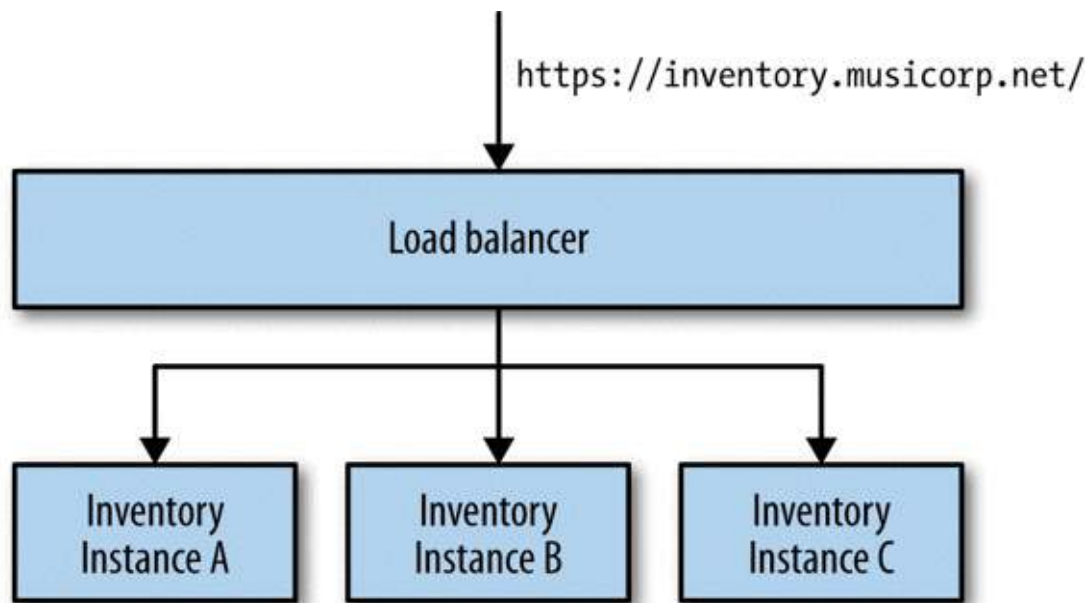 https://inventory.musicorp.net/
Load balancer
Inventory
Instance A
Inventory
Instance B
Inventory
Instance C